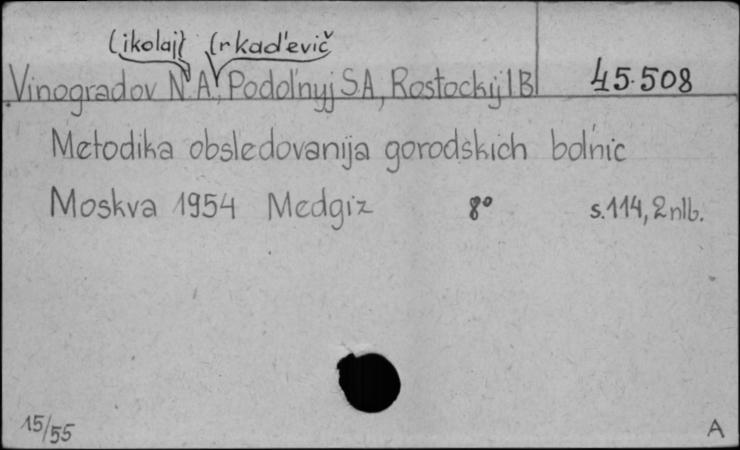 (ikolaj) (rkad'evič
Vinogradov N.A., Podol'nyj S A, Rostockij I B 45.508
Metodika obsledovanija gorodskich bol'nic
Moskva 1954 Medgiz 8° s.114, 2 nlb.
15/55 A